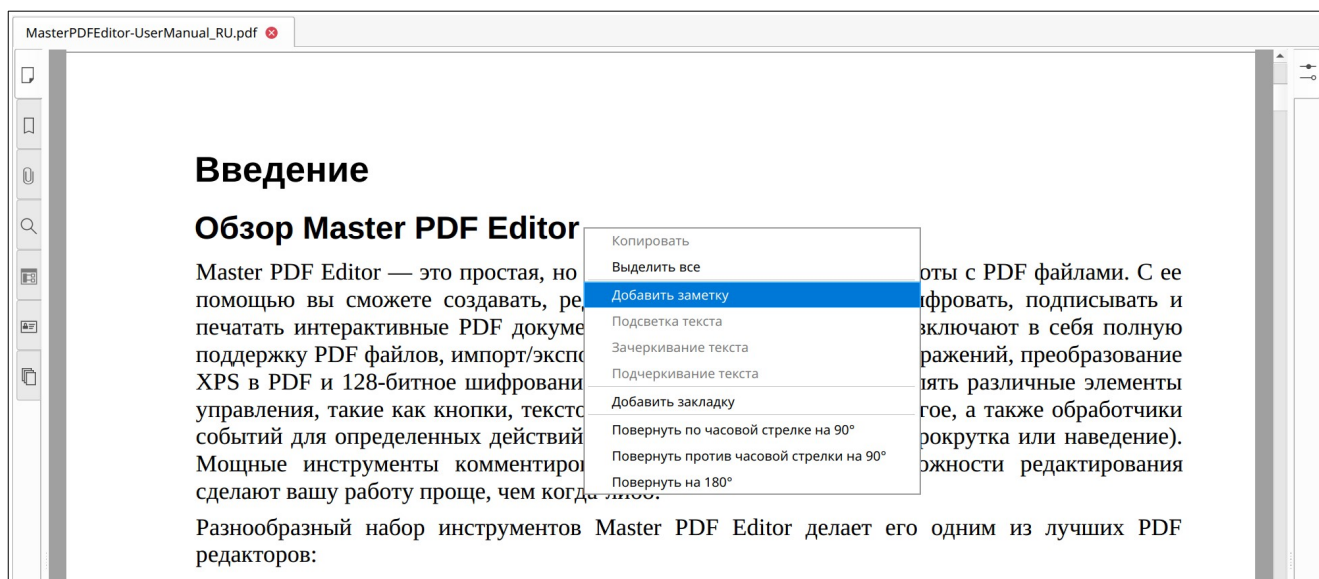 MasterPDFEditor-UserManual_RU.pdf
Введение
Обзор Master PDF Editor
Master PDF Editor — это простая, но оты с PDF файлами. С ее
помощью вы сможете создавать, ре фровать, подписывать и
печатать интерактивные PDF докуме включают в себя полную
поддержку PDF файлов, импорт/экспо ражений, преобразование
XPS в PDF и 128-битное шифровани лять различные элементы
управления, такие как кнопки, тексто гое, а также обработчики
событий для определенных действий рокрутка или наведение).
Мощные инструменты комментиро ожности редактирования
сделают вашу работу проще, чем когда-либо.
Разнообразный набор инструментов Master PDF Editor делает его одним из лучших PDF
редакторов:
Копировать
Выделить все
Добавить заметку
Подсветка текста
Зачеркивание текста
Подчеркивание текста
Добавить закладку
Повернуть по часовой стрелке на 90°
Повернуть против часовой стрелки на 90°
Повернуть на 180°